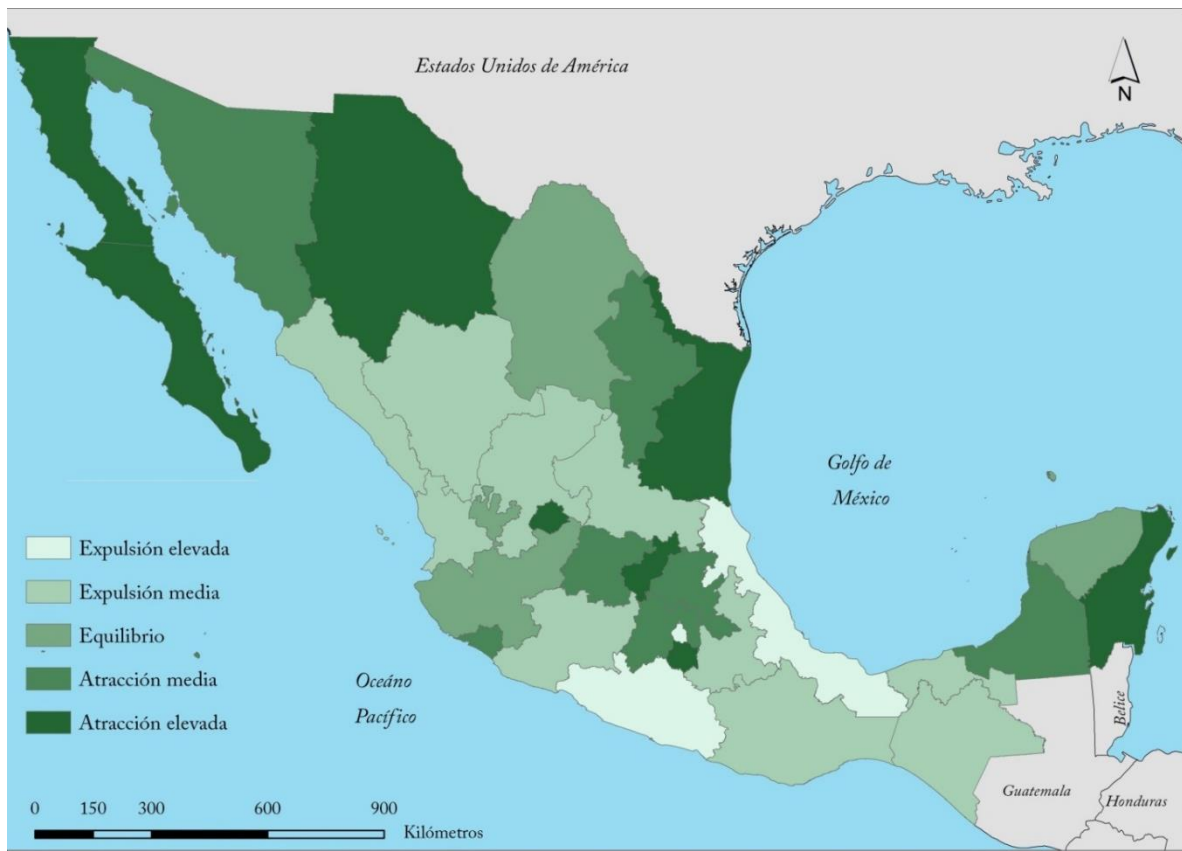 Estados Unidos de América
N
Golfo de
México
Expulsión elevada
Expulsión media
Equilibrio
Atracción media
Atracción elevada
Oceáno
Pacífico
Belice
Guatemala
Honduras
0 150 300 600 900
Kilómetros